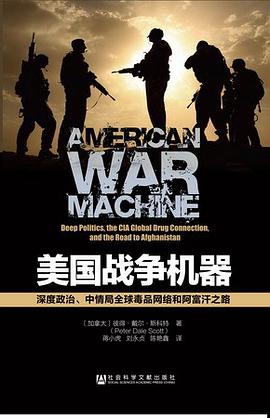 AMERICAN
WAR
MACHINE
Deep Politics, the CIA Global Drug Connection,
and the Road to Afghanistan
美国战争机器
深度政治、中情局全球毒品网络和阿富汗之路
〔加拿大〕彼得·戴尔·斯科特 著
(Peter Dale Scott)
蒋小虎 刘永贞 陈艳鑫 译
社会科学文献出版社
SOCIAL SCIENCES ACADEMIC PRESS (CHINA)